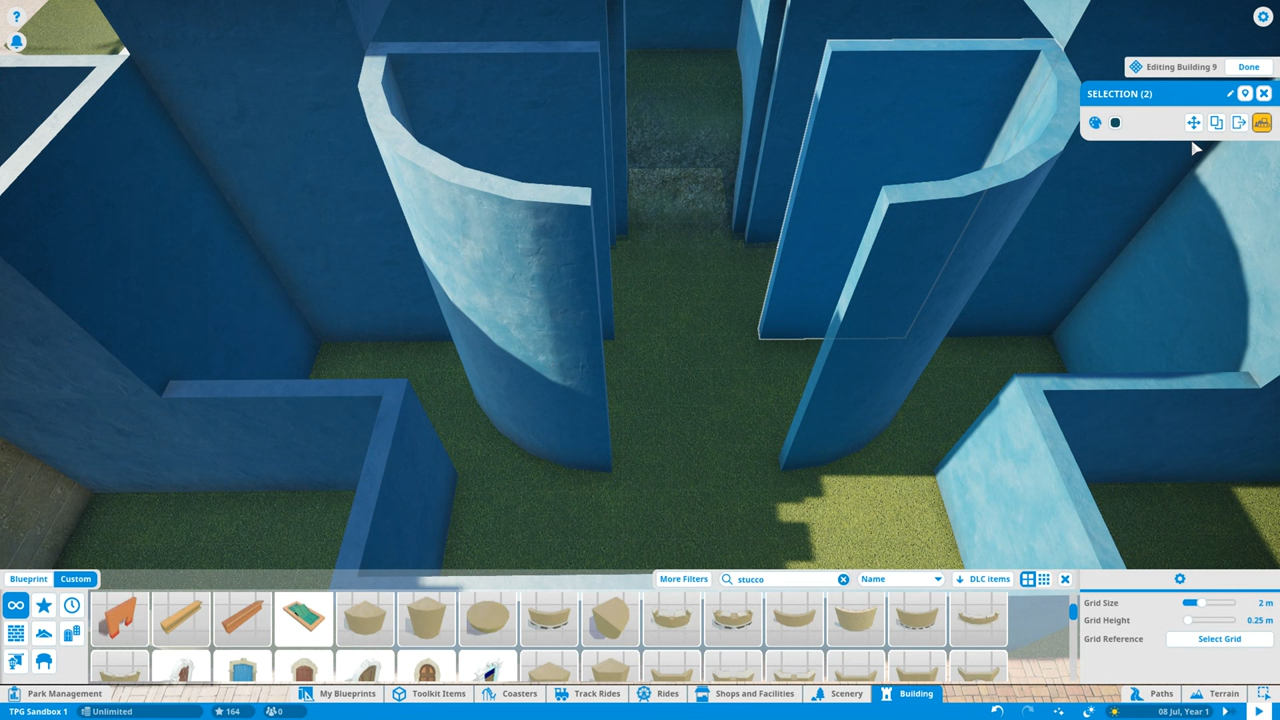 ?
Editing Building 9
Done
SELECTION (2)
Blueprint
Custom
More Filters
stucco
Name
DLC items
Grid Size
2 m
Grid Height
0.25 m
Grid Reference
Select Grid
Park Management
My Blueprints
Toolkit Items
Coasters
Track Rides
Rides
Shops and Facilities
Scenery
Building
Paths
Terrain
TPG Sandbox 1
Unlimited
164
0
08 Jul, Year 1